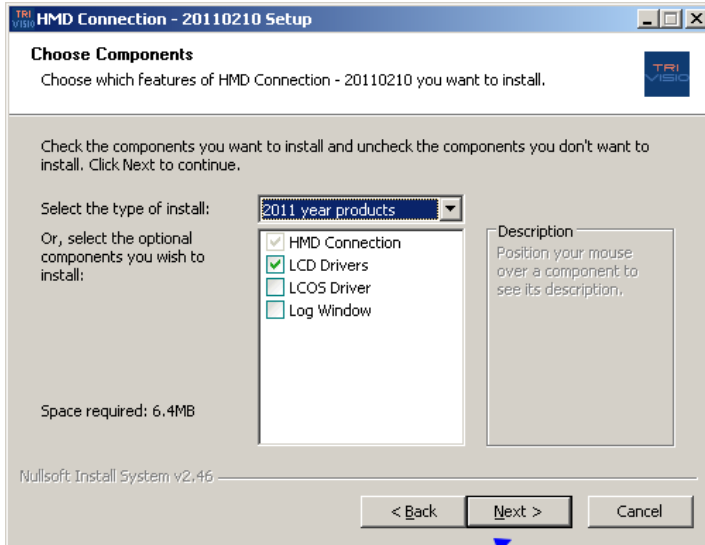 TRI
VISIO
HMD Connection - 20110210 Setup
Choose Components
Choose which features of HMD Connection - 20110210 you want to install.
TRI
VISIO
Check the components you want to install and uncheck the components you don't want to
install. Click Next to continue.
Select the type of install:
2011 year products
Or, select the optional
components you wish to
install:
HMD Connection
LCD Drivers
LCOS Driver
Log Window
Description
Position your mouse
over a component to
see its description.
Space required: 6.4MB
Nullsoft Install System v2.46
< Back
Next >
Cancel